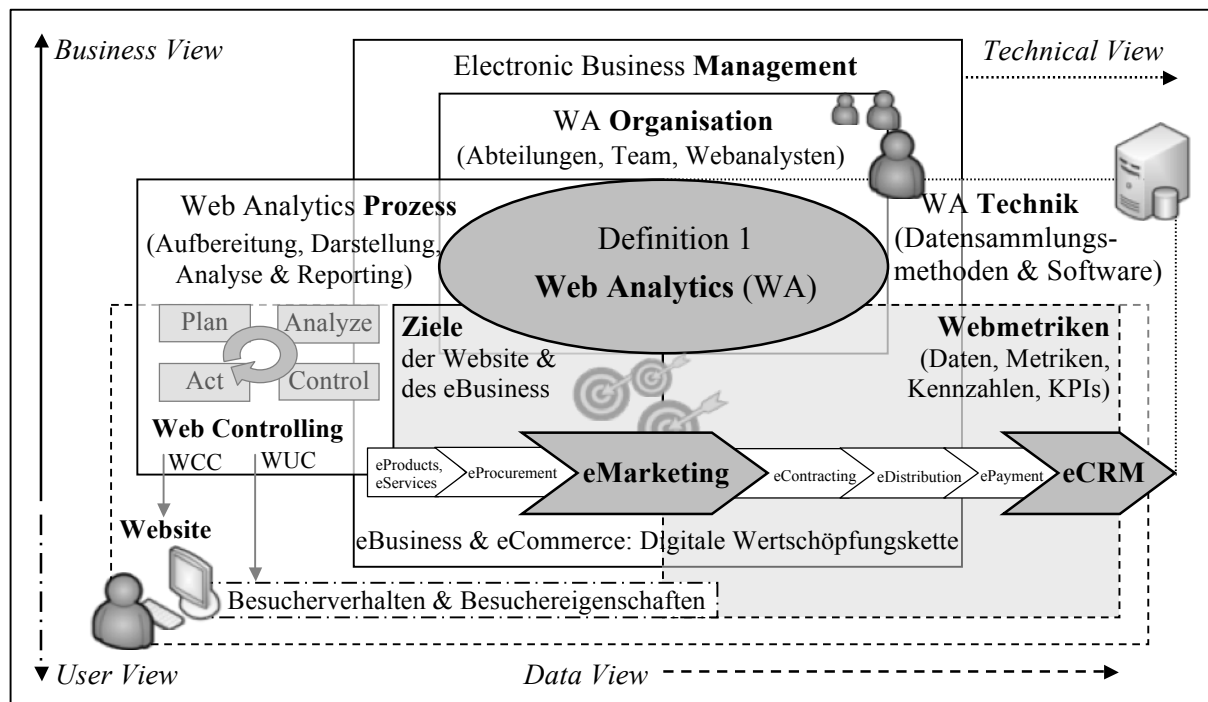 Business View
Technical View
Electronic Business Management
WA Organisation
(Abteilungen, Team, Webanalysten)
Web Analytics Prozess
(Aufbereitung, Darstellung,
Analyse & Reporting)
Definition 1
Web Analytics (WA)
WA Technik
(Datensammlungs-
methoden & Software)
Plan
Analyze
Act
Control
Web Controlling
WCC
WUC
Ziele
der Website &
des eBusiness
Webmetriken
(Daten, Metriken,
Kennzahlen, KPIs)
eProducts,
eServices
eProcurement
eMarketing
eContracting
eDistribution
ePayment
eCRM
Website
eBusiness & eCommerce: Digitale Wertschöpfungskette
Besucherverhalten & Besuchereigenschaften
User View
Data View